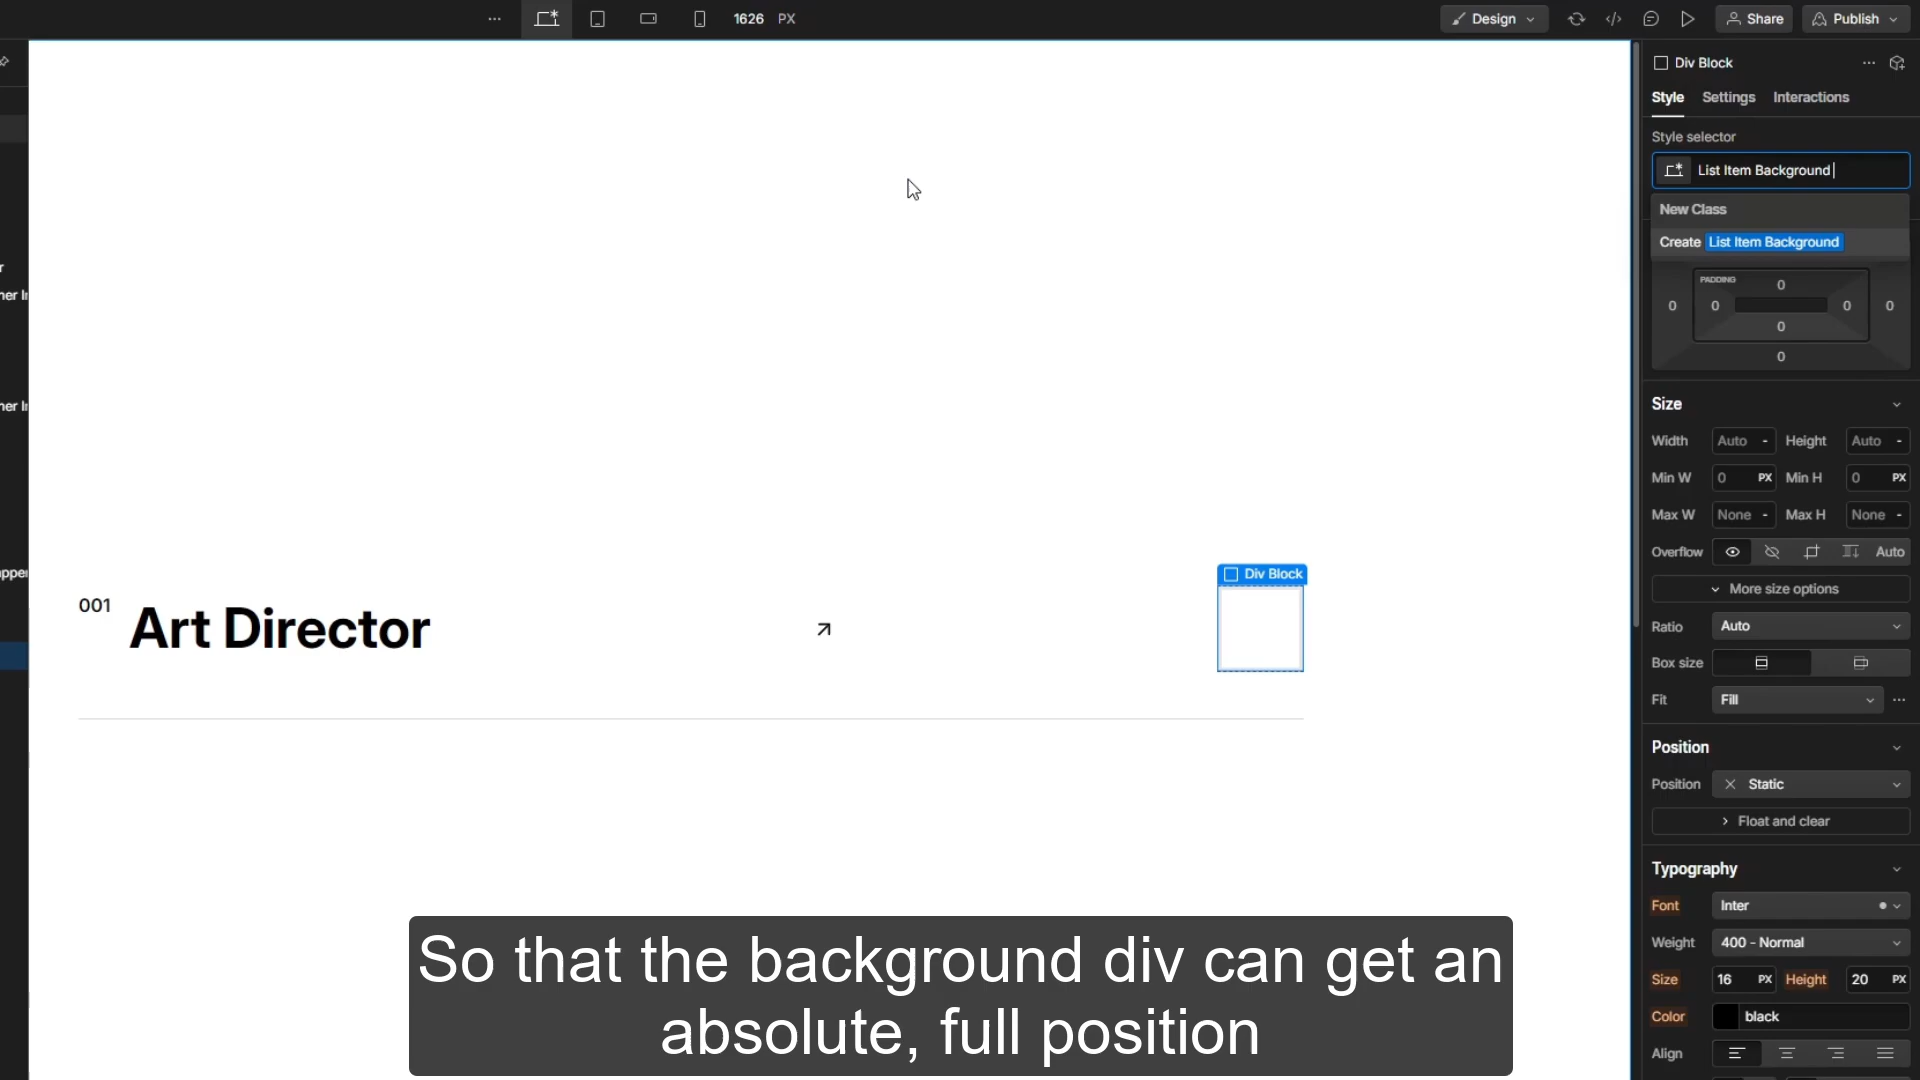 1626 PX
Design
Share
Publish
Div Block
Style Settings Interactions
Style selector
List Item Background
New Class
Create List Item Background
PADDING
0
0 0 0 0
0
0
Size
Width Auto - Height Auto -
Min W 0 PX Min H 0 PX
Max W None - Max H None -
Overflow Auto
More size options
Ratio Auto
Box size
Fit Fill
Position
Position Static
Float and clear
Typography
Font Inter
Weight 400 - Normal
Size 16 PX Height 20 PX
Color black
Align
Div Block
001
Art Director
So that the background div can get an
absolute, full position